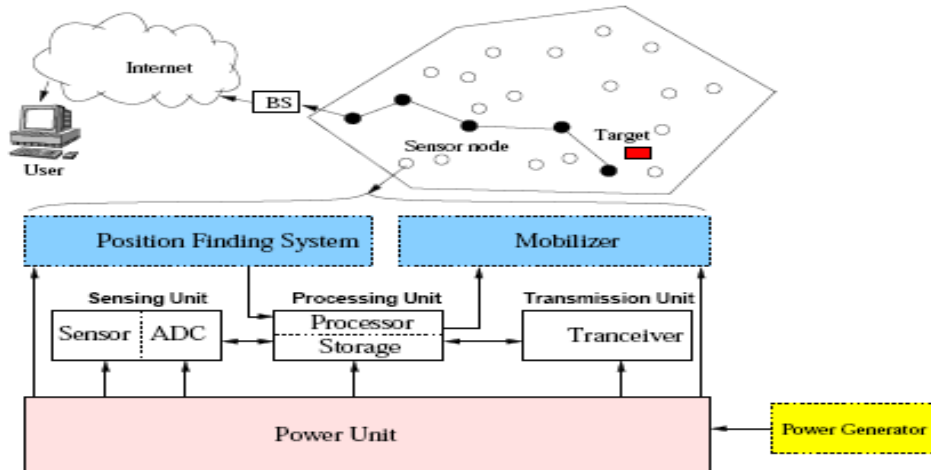 Internet
BS
User
Sensor node
Target
Position Finding System
Mobilizer
Sensing Unit
Processing Unit
Transmission Unit
Sensor
ADC
Processor
Storage
Tranceiver
Power Unit
Power Generator